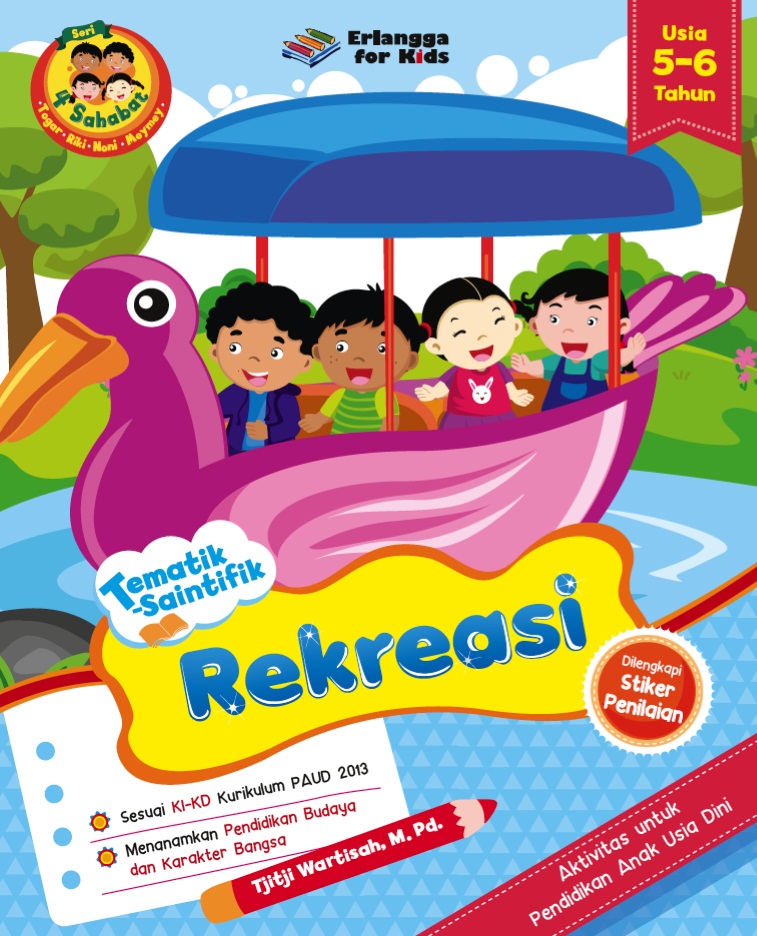 Seri
4 Sahabat
• Togar • Riki • Noni • Moymoy •
Erlangga
for Kids
Usia
5-6
Tahun
Tematik
-Saintifik
Rekreasi
Dilengkapi
Stiker
Penilaian
Sesuai KI-KD Kurikulum PAUD 2013
Menanamkan Pendidikan Budaya
dan Karakter Bangsa
Tjitji Wartisah, M. Pd.
Aktivitas untuk
Pendidikan Anak Usia Dini